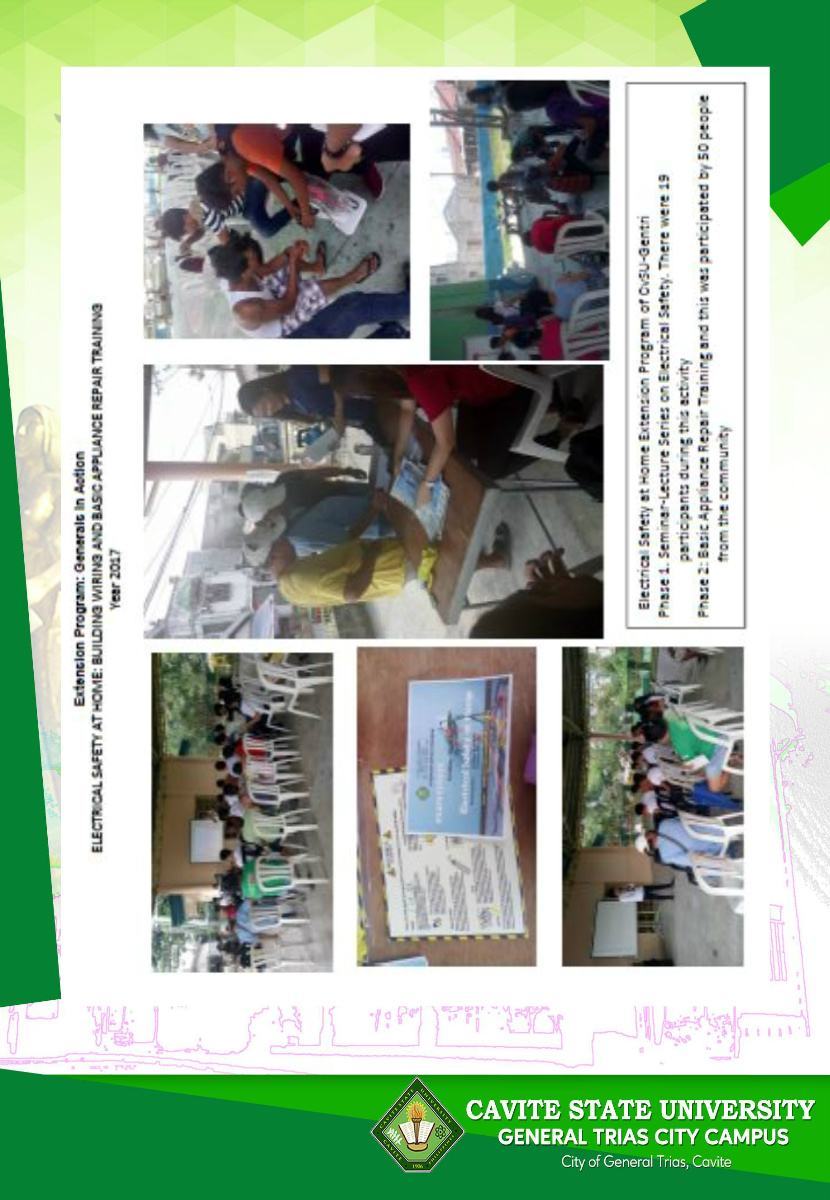 Extension Program: Generals in Action
ELECTRICAL SAFETY AT HOME: BUILDING WIRING AND BASIC APPLIANCE REPAIR TRAINING
Year 2017
Electrical Safety at Home Extension Program of CvSU-Gentri
Phase 1. Seminar-Lecture Series on Electrical Safety. There were 19
participants during this activity
Phase 2: Basic Appliance Repair Training and this was participated by 50 people
from the community
CAVITE STATE UNIVERSITY
GENERAL TRIAS CITY CAMPUS
City of General Trias, Cavite